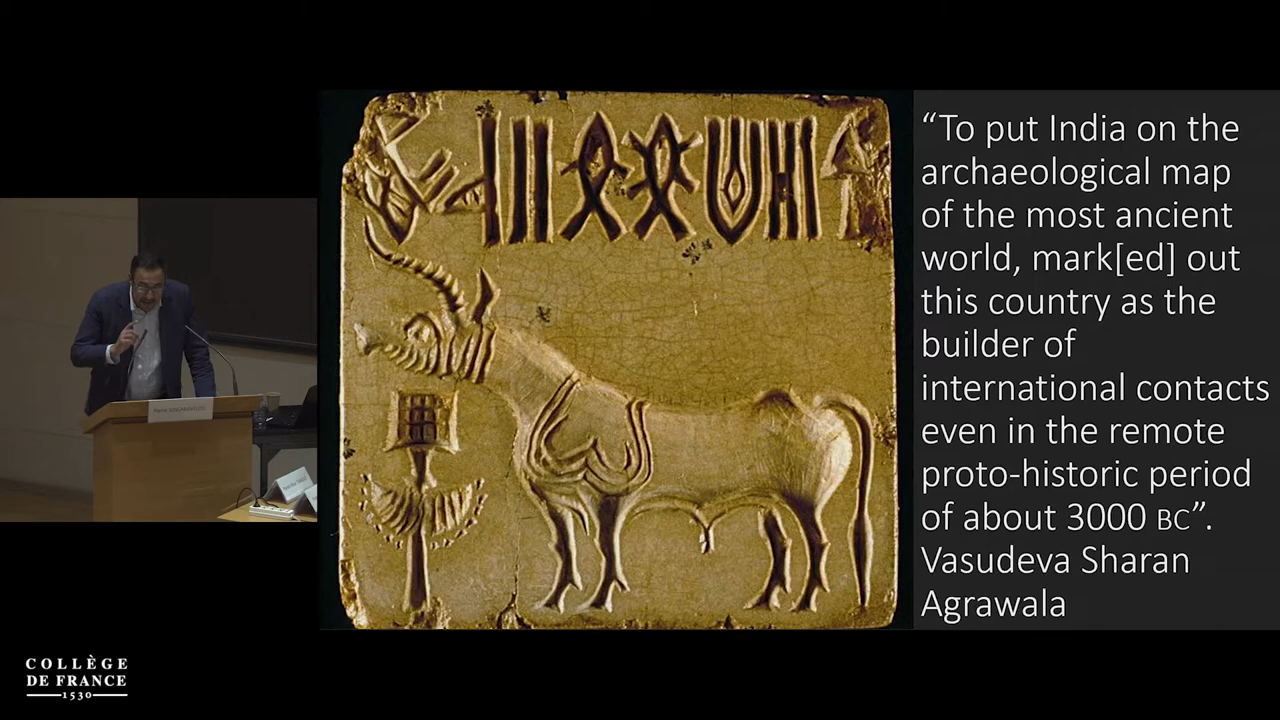 “To put India on the
archaeological map
of the most ancient
world, mark[ed] out
this country as the
builder of
international contacts
even in the remote
proto-historic period
of about 3000 BC”.
Vasudeva Sharan
Agrawala
COLLÈGE
DE FRANCE
1530